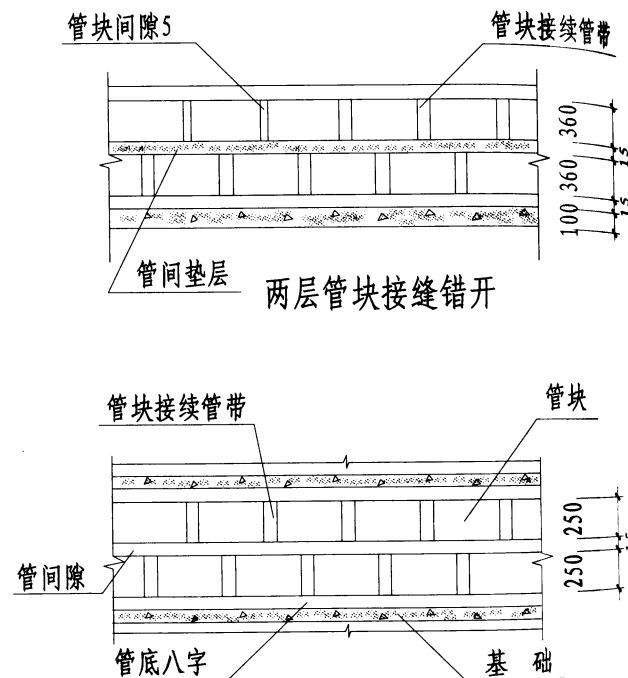 管块间隙5
管块接续管带
360
15
360
15
100
管间垫层
两层管块接缝错开
管块接续管带
管块
250
250
管间隙
管底八字
基 础